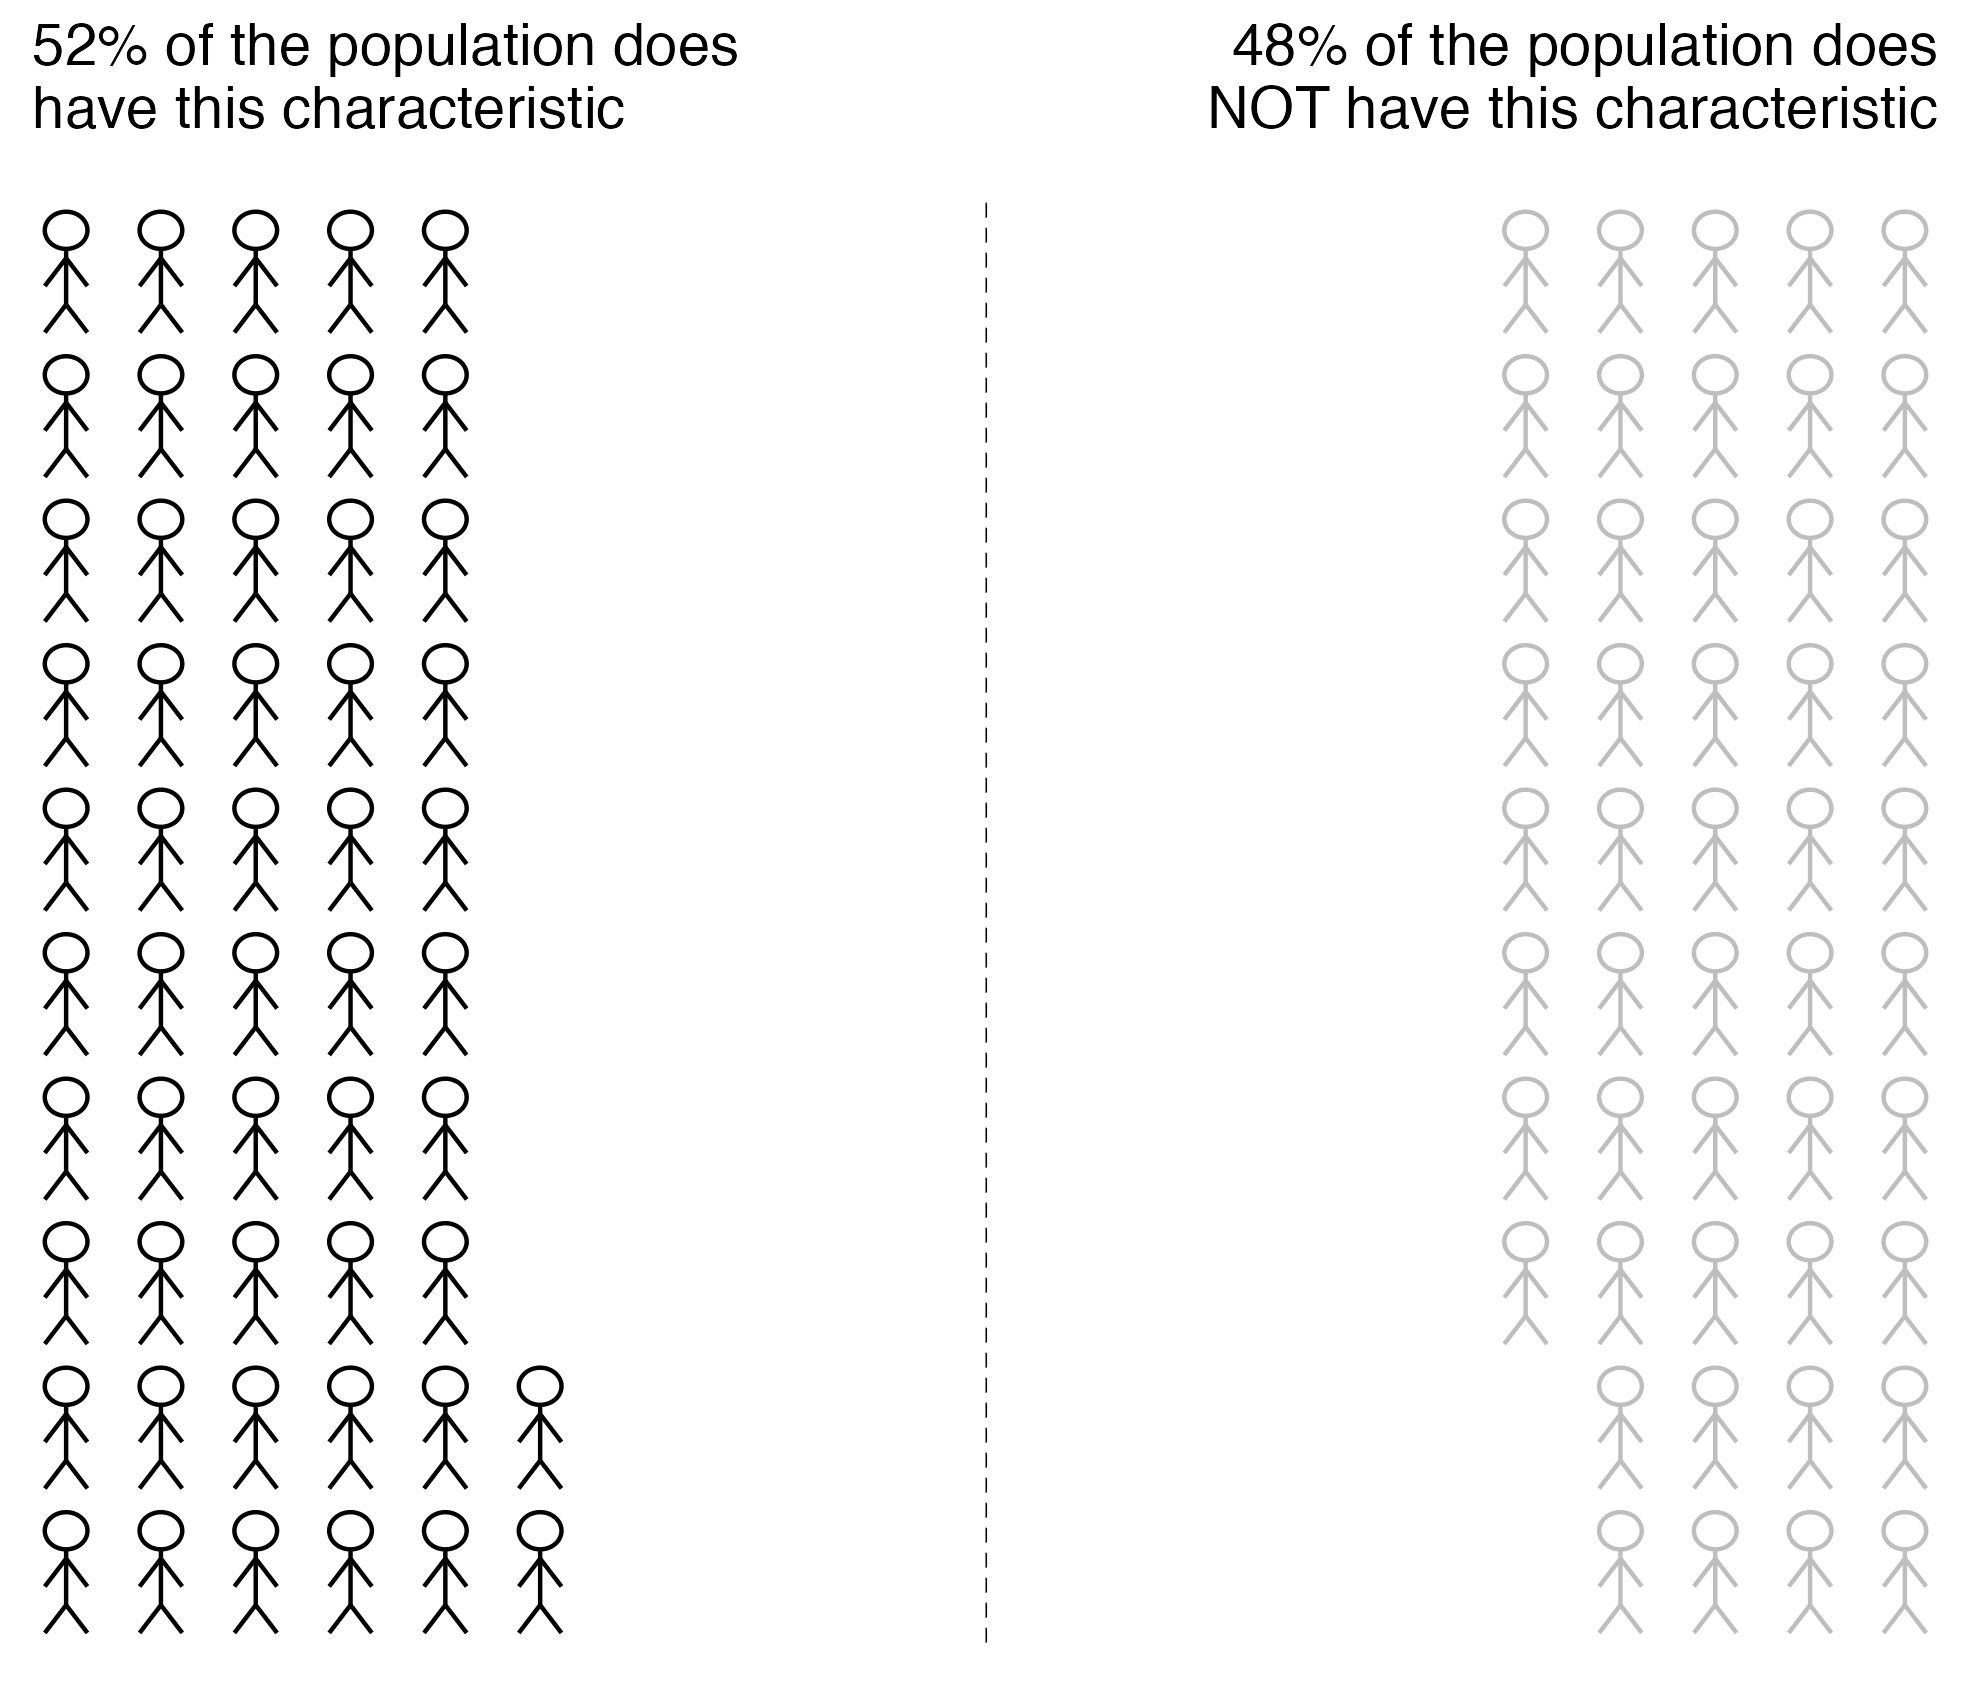 52% of the population does
have this characteristic
48% of the population does
NOT have this characteristic